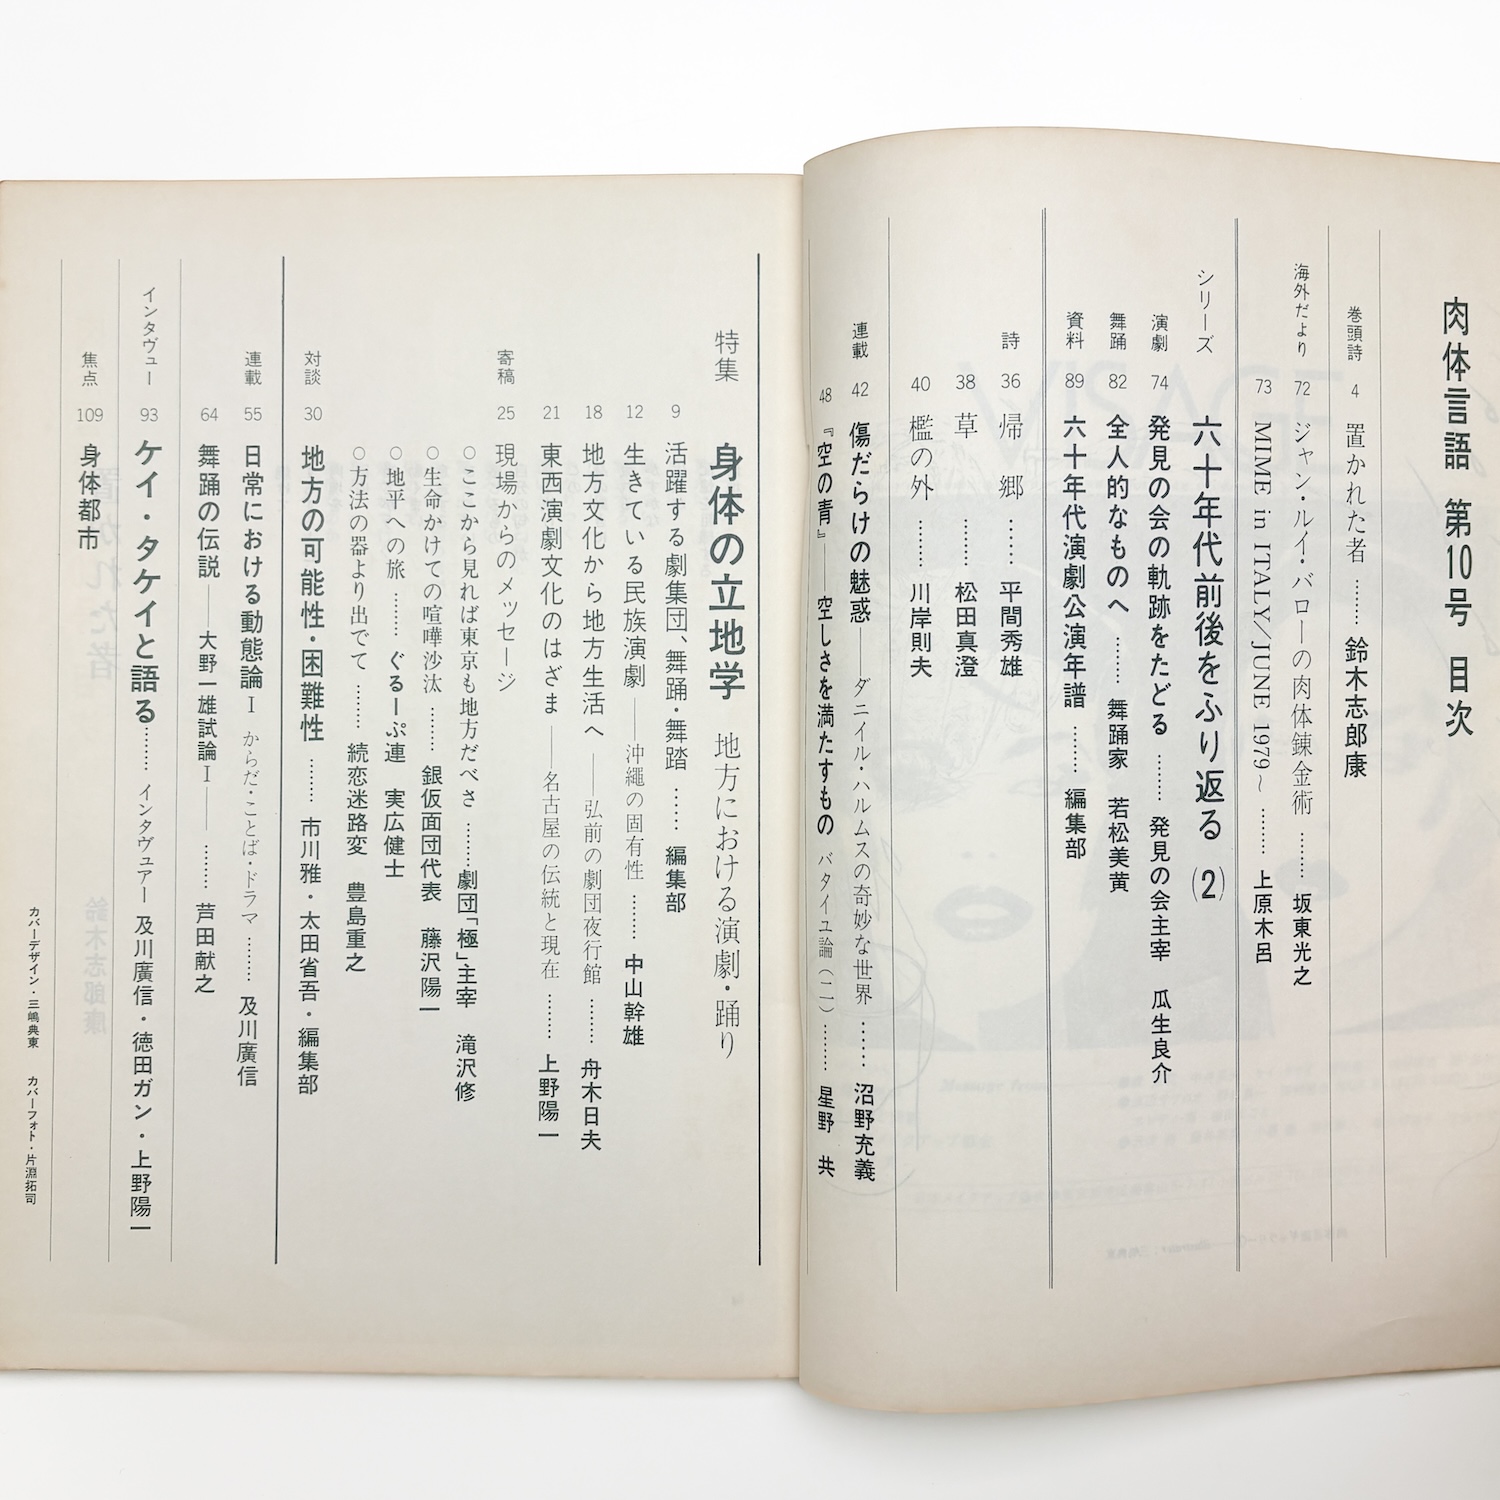 肉体言語 第10号 目次
巻頭詩 4 置かれた者 ……… 鈴木志郎康
海外だより 72 ジャン・ルイ・バローの肉体錬金術 ……… 坂東光之
73 MIME in ITALY/JUNE 1979〜 ……… 上原木呂
シリーズ 六十年代前後をふり返る (2)
演劇 74 発見の会の軌跡をたどる ……… 発見の会主宰 瓜生良介
舞踊 82 全人的なものへ ……… 舞踊家 若松美黄
資料 89 六十年代演劇公演年譜 ……… 編集部
詩 36 帰郷 ……… 平間秀雄
38 草 ……… 松田真澄
40 檻の外 ……… 川岸則夫
連載 42 傷だらけの魅惑──ダニイル・ハルムスの奇妙な世界 ……… 沼野充義
48 『空の青』──空しさを満たすもの バタイユ論(二) ……… 星野 共
特集 身体の立地学 地方における演劇・踊り
9 活躍する劇集団、舞踊・舞踏 ……… 編集部
12 生きている民族演劇 ──沖縄の固有性 ……… 中山幹雄
18 地方文化から地方生活へ ──弘前の劇団夜行館 ……… 舟木日夫
21 東西演劇文化のはざま ──名古屋の伝統と現在 ……… 上野陽一
寄稿 25 現場からのメッセージ
○ここから見れば東京も地方だべさ ……… 劇団「極」主宰 滝沢修
○生命かけての喧嘩沙汰 ……… 銀仮面団代表 藤沢陽一
○地平への旅 ……… ぐるーぷ連 実広健士
○方法の器より出でて ……… 続恋迷路変 豊島重之
対談 30 地方の可能性・困難性 ……… 市川雅・太田省吾・編集部
連載 55 日常における動態論Ⅰ からだ・ことば・ドラマ ……… 及川廣信
64 舞踊の伝説 ──大野一雄試論Ⅰ── ……… 芦田献之
インタヴュー 93 ケイ・タケイと語る ……… インタヴュアー 及川廣信・徳田ガン・上野陽一
焦点 109 身体都市
カバーデザイン・三嶋典東 カバーフォト・片淵拓司